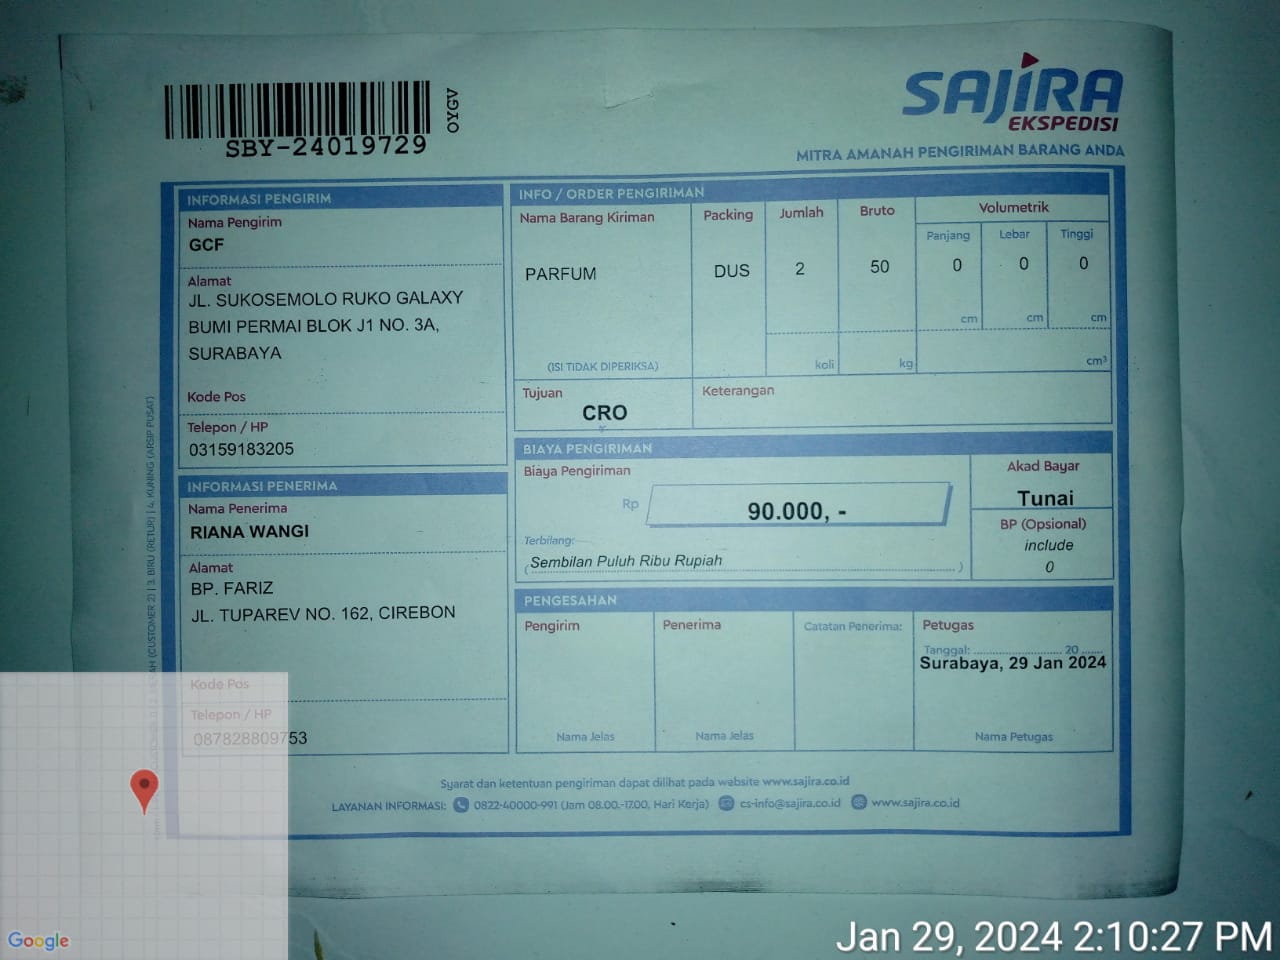 SBY-24019729
OYGV
SAJIRA
EKSPEDISI
MITRA AMANAH PENGIRIMAN BARANG ANDA
INFORMASI PENGIRIM
Nama Pengirim
GCF
Alamat
JL. SUKOSEMOLO RUKO GALAXY
BUMI PERMAI BLOK J1 NO. 3A,
SURABAYA
Kode Pos
Telepon / HP
03159183205
INFORMASI PENERIMA
Nama Penerima
RIANA WANGI
Alamat
BP. FARIZ
JL. TUPAREV NO. 162, CIREBON
Kode Pos
Telepon / HP
087828809753
INFO / ORDER PENGIRIMAN
Nama Barang Kiriman Packing Jumlah Bruto Volumetrik
Panjang Lebar Tinggi
PARFUM DUS 2 50 0 0 0
cm cm cm
(ISI TIDAK DIPERIKSA) koli kg cm³
Tujuan
CRO
Keterangan
BIAYA PENGIRIMAN
Biaya Pengiriman
Rp 90.000, -
Terbilang:
(Sembilan Puluh Ribu Rupiah)
Akad Bayar
Tunai
BP (Opsional)
include
0
PENGESAHAN
Pengirim Penerima Catatan Penerima: Petugas
Tanggal: .................... 20 ......
Surabaya, 29 Jan 2024
Nama Jelas Nama Jelas Nama Petugas
(CUSTOMER 2) | 3. BIRU (RETUR) | 4. KUNING (ARSIP PUSAT)
Syarat dan ketentuan pengiriman dapat dilihat pada website www.sajira.co.id
LAYANAN INFORMASI: 0822-40000-991 (Jam 08.00.-17.00, Hari Kerja) cs-info@sajira.co.id www.sajira.co.id
Google
Jan 29, 2024 2:10:27 PM